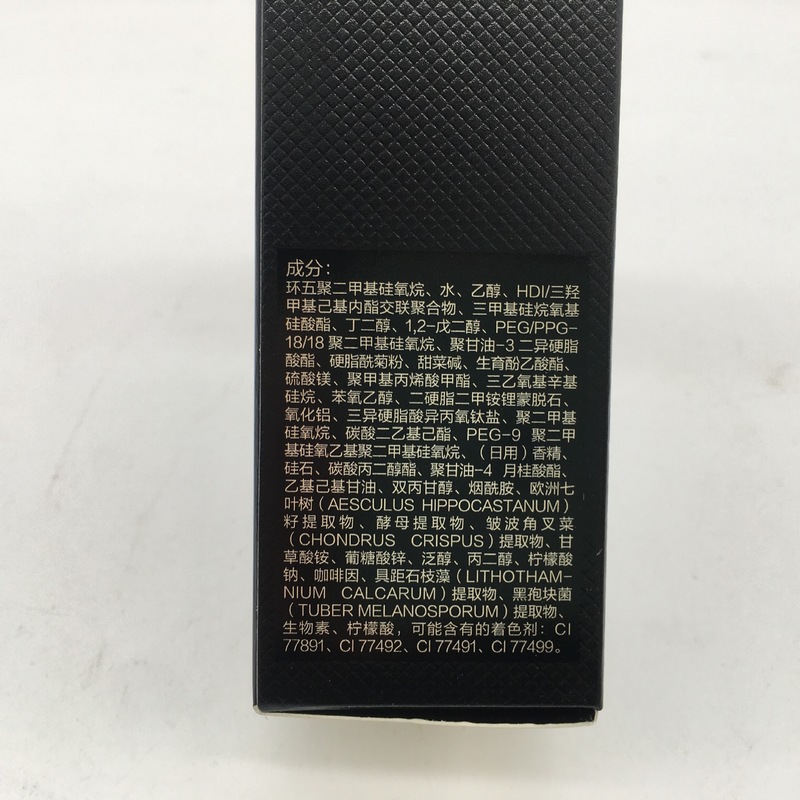 成分：
环五聚二甲基硅氧烷、水、乙醇、HDI/三羟
甲基己基内酯交联聚合物、三甲基硅烷氧基
硅酸酯、丁二醇、1,2-戊二醇、PEG/PPG-
18/18 聚二甲基硅氧烷、聚甘油-3 二异硬脂
酸酯、硬脂酰菊粉、甜菜碱、生育酚乙酸酯、
硫酸镁、聚甲基丙烯酸甲酯、三乙氧基辛基
硅烷、苯氧乙醇、二硬脂二甲铵锂蒙脱石、
氧化铝、三异硬脂酸异丙氧钛盐、聚二甲基
硅氧烷、碳酸二乙基己酯、PEG-9 聚二甲
基硅氧乙基聚二甲基硅氧烷、（日用）香精、
硅石、碳酸丙二醇酯、聚甘油-4 月桂酸酯、
乙基己基甘油、双丙甘醇、烟酰胺、欧洲七
叶树（AESCULUS HIPPOCASTANUM）
籽提取物、酵母提取物、皱波角叉菜
（CHONDRUS CRISPUS）提取物、甘
草酸铵、葡糖酸锌、泛醇、丙二醇、柠檬酸
钠、咖啡因、具距石枝藻（LITHOTHAM-
NIUM CALCARUM）提取物、黑孢块菌
（TUBER MELANOSPORUM）提取物、
生物素、柠檬酸，可能含有的着色剂：CI
77891、CI 77492、CI 77491、CI 77499。